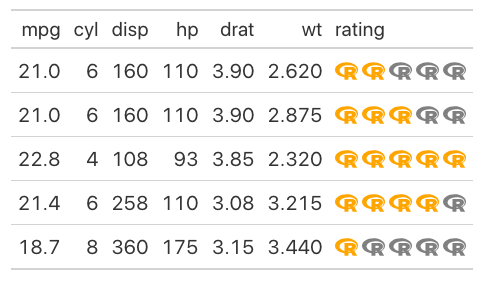 mpg cyl disp hp drat wt rating
21.0 6 160 110 3.90 2.620
21.0 6 160 110 3.90 2.875
22.8 4 108 93 3.85 2.320
21.4 6 258 110 3.08 3.215
18.7 8 360 175 3.15 3.440